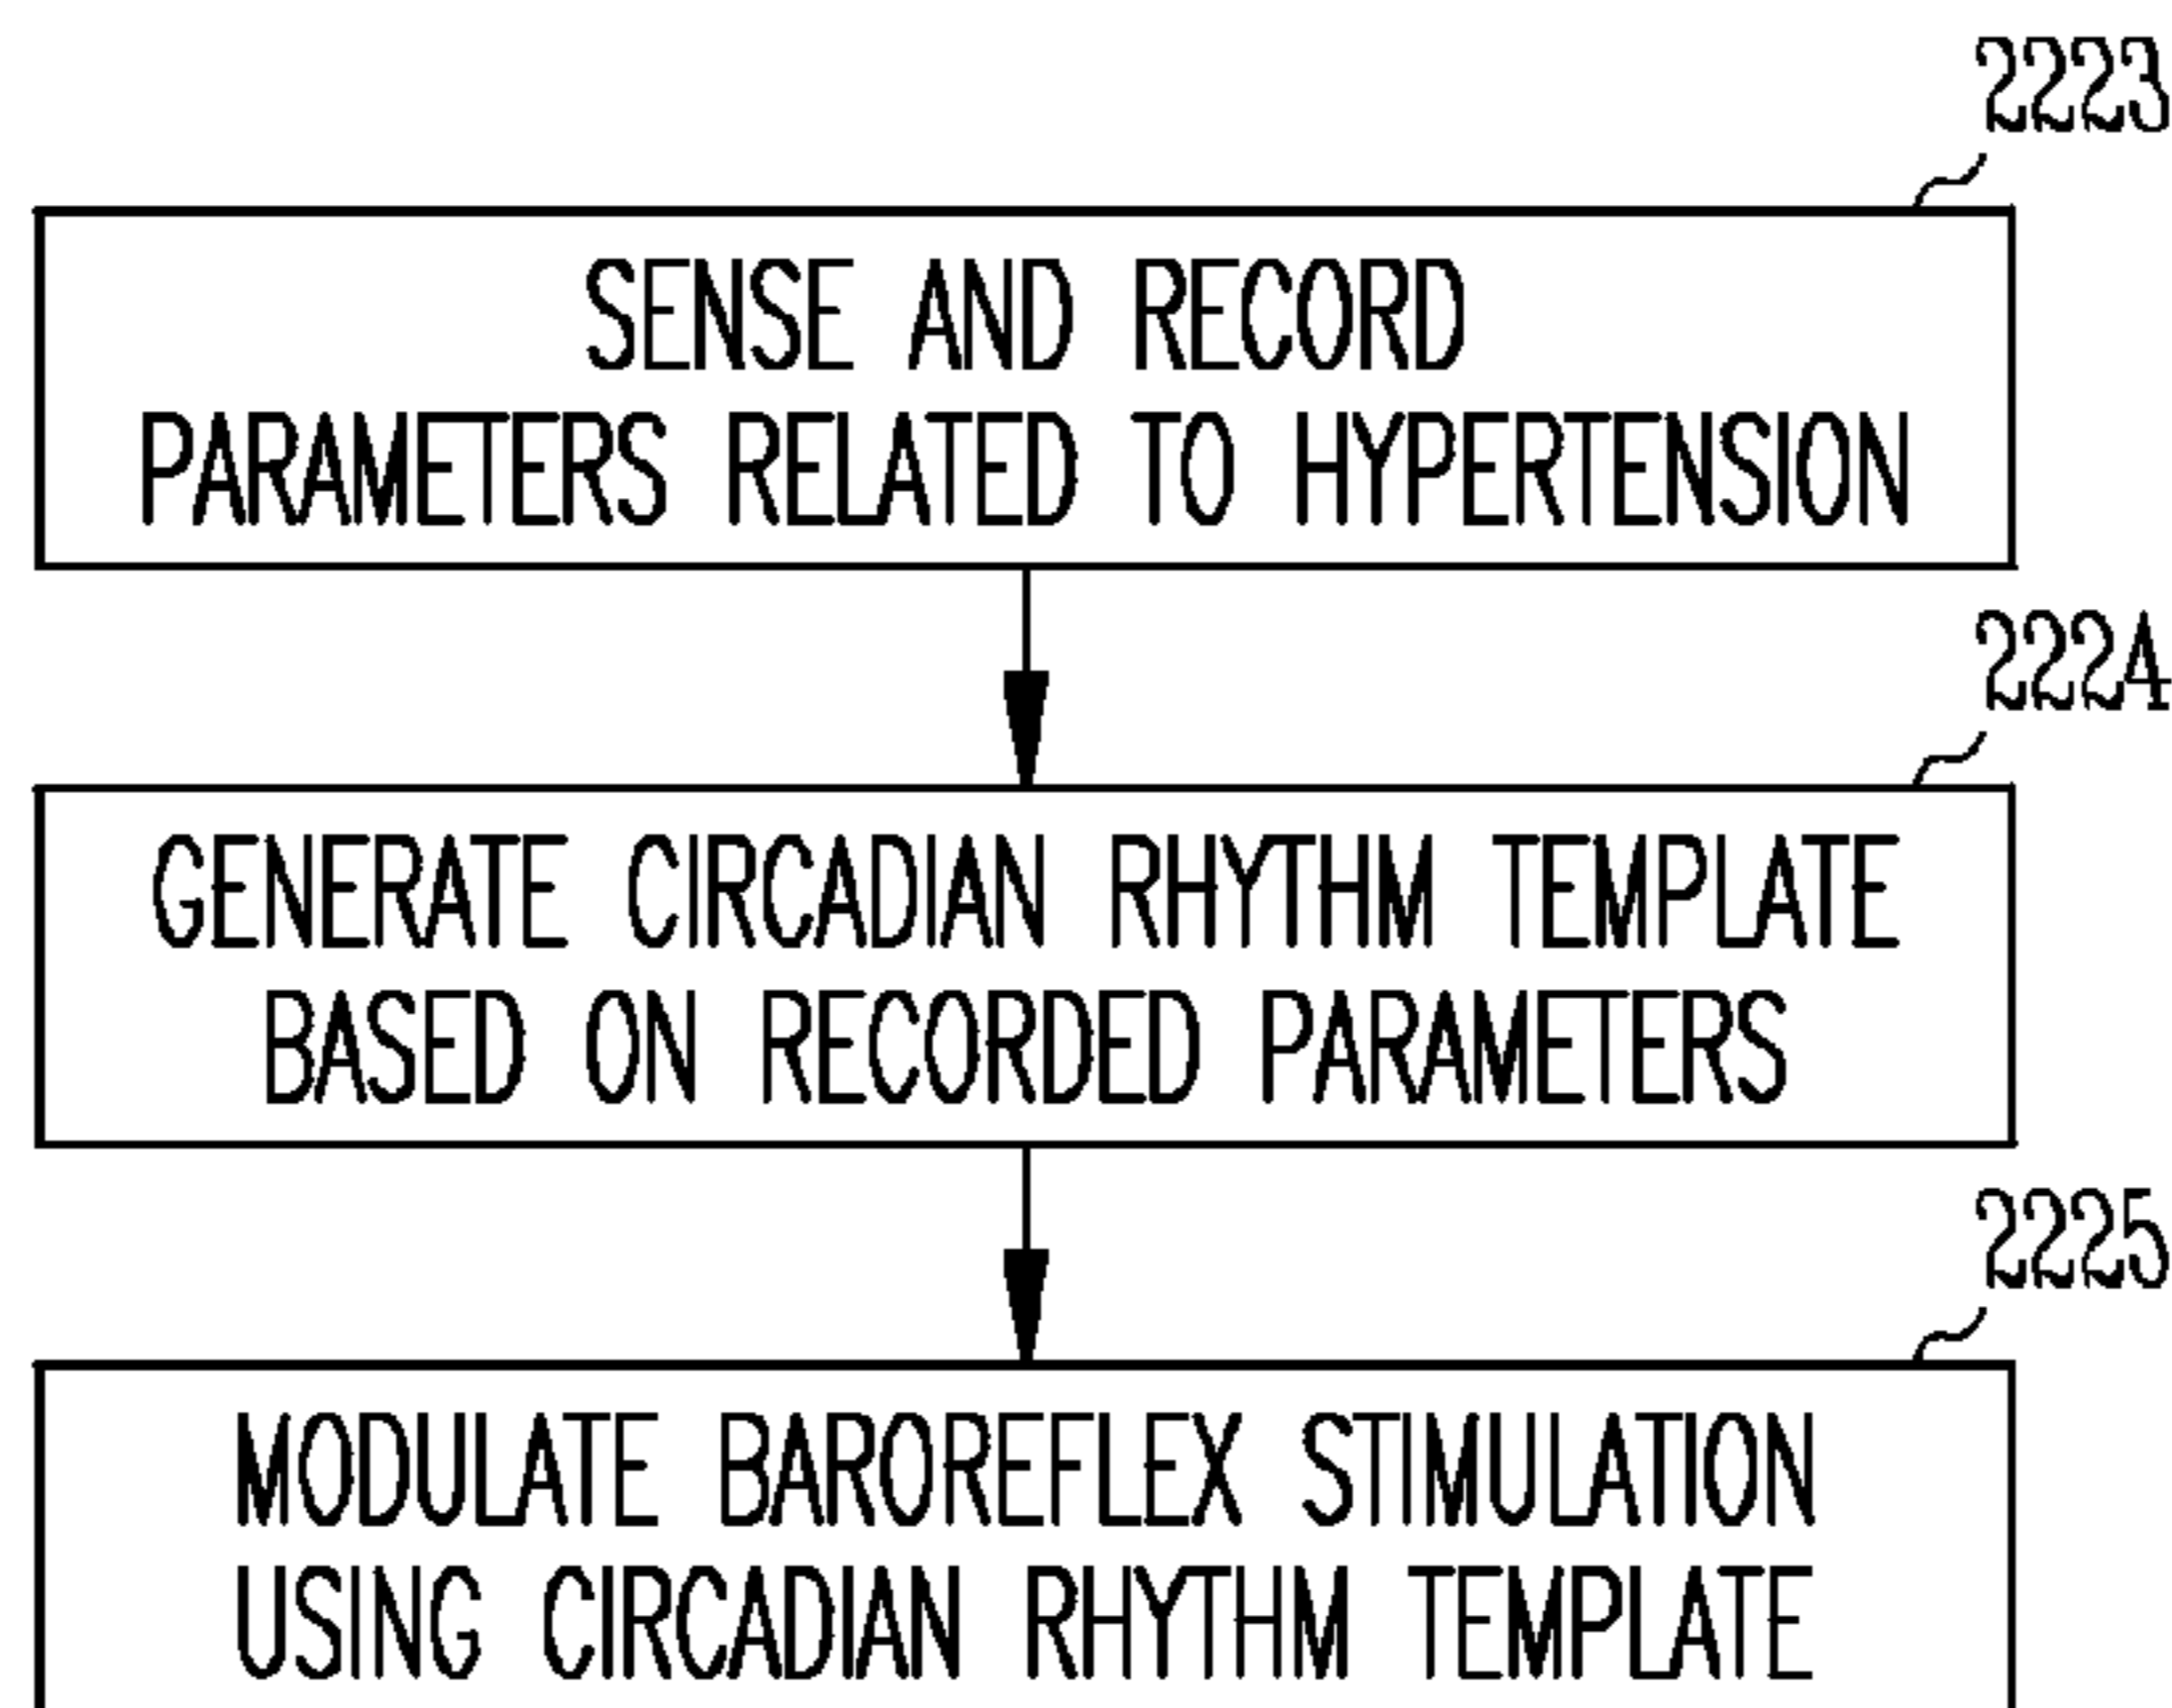 2223
SENSE AND RECORD
PARAMETERS RELATED TO HYPERTENSION
2224
GENERATE CIRCADIAN RHYTHM TEMPLATE
BASED ON RECORDED PARAMETERS
2225
MODULATE BAROREFLEX STIMULATION
USING CIRCADIAN RHYTHM TEMPLATE